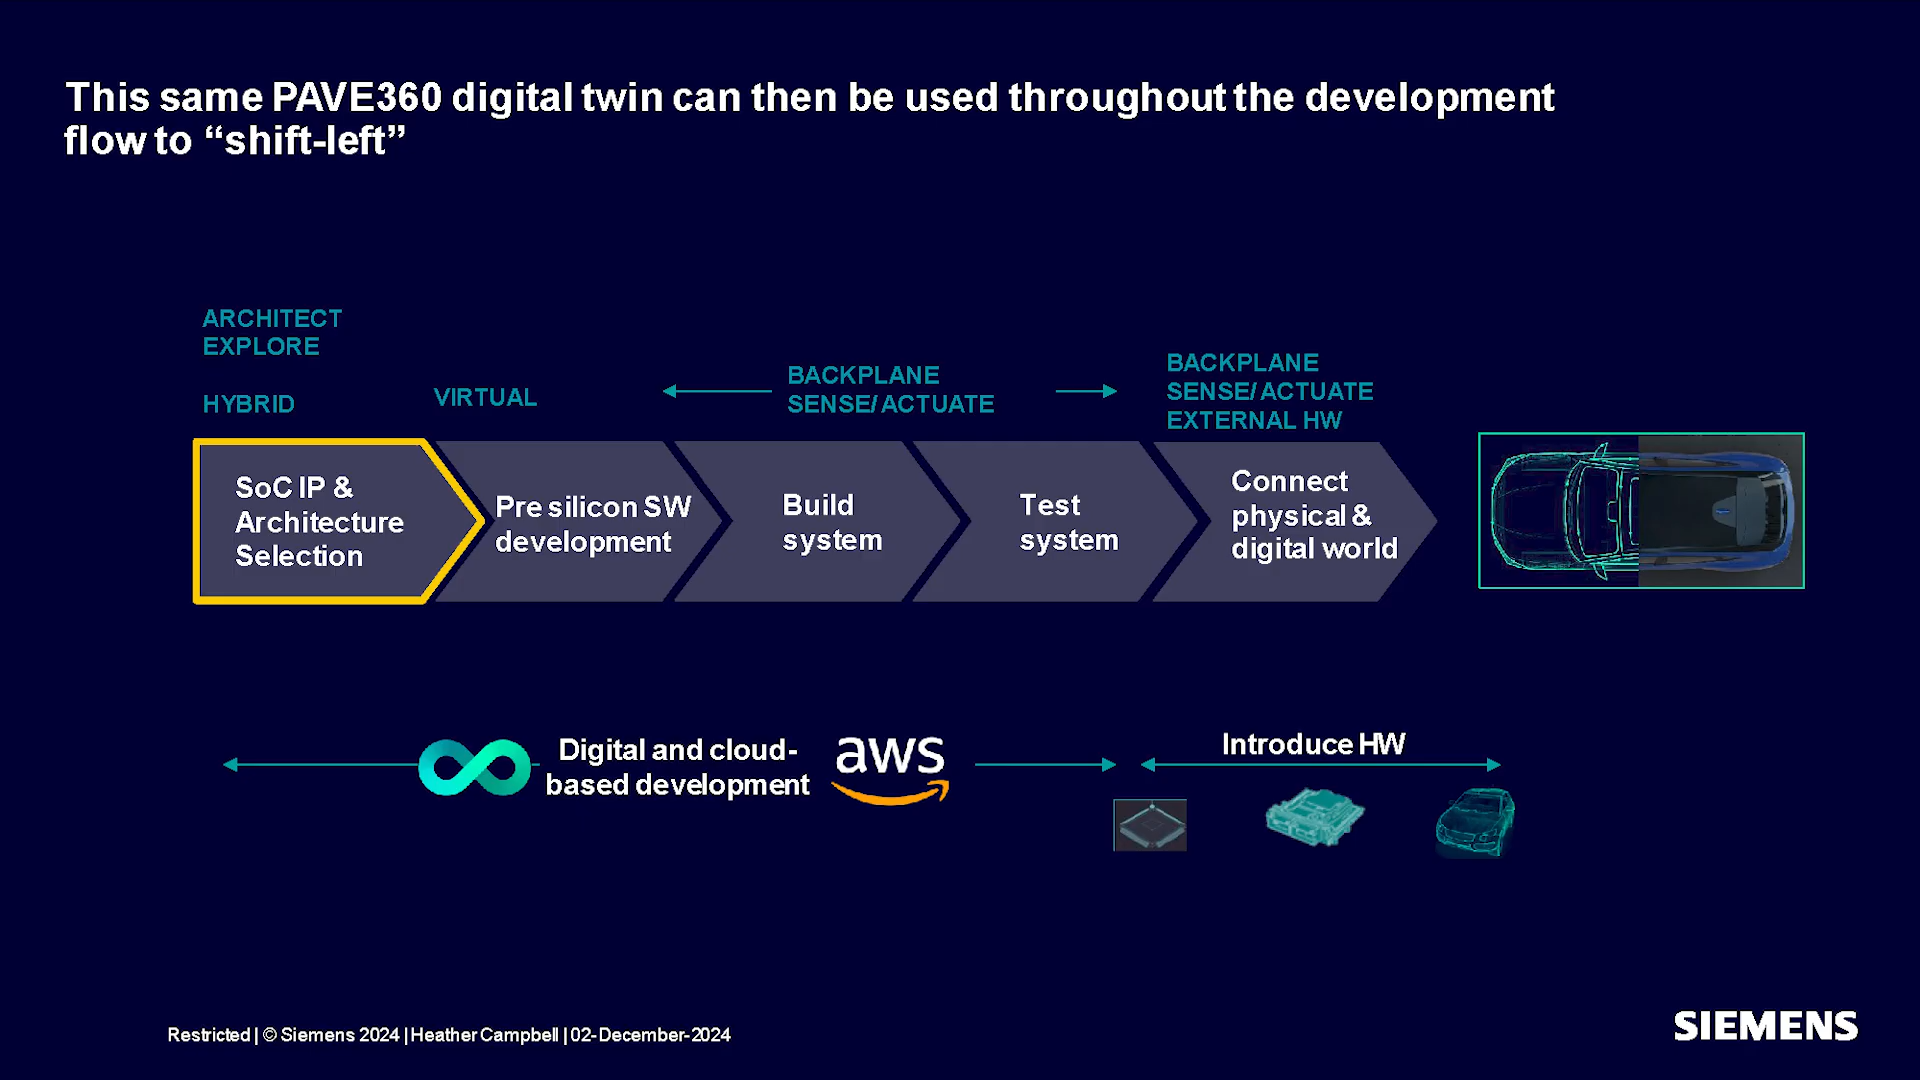 This same PAVE360 digital twin can then be used throughout the development
flow to “shift-left”
ARCHITECT
EXPLORE
HYBRID
VIRTUAL
BACKPLANE
SENSE/ ACTUATE
BACKPLANE
SENSE/ ACTUATE
EXTERNAL HW
SoC IP &
Architecture
Selection
Pre silicon SW
development
Build
system
Test
system
Connect
physical &
digital world
Digital and cloud-
based development
aws
Introduce HW
Restricted | © Siemens 2024 | Heather Campbell | 02-December-2024
SIEMENS